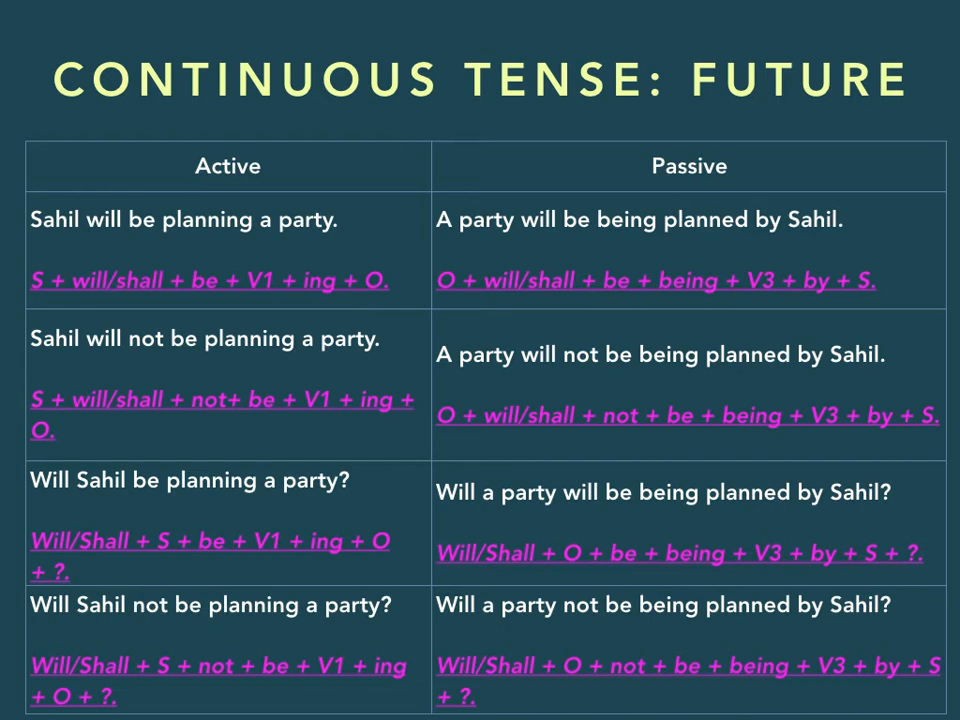 CONTINUOUS TENSE: FUTURE
Active
Passive
Sahil will be planning a party.
S + will/shall + be + V1 + ing + O.
A party will be being planned by Sahil.
O + will/shall + be + being + V3 + by + S.
Sahil will not be planning a party.
S + will/shall + not+ be + V1 + ing +
O.
A party will not be being planned by Sahil.
O + will/shall + not + be + being + V3 + by + S.
Will Sahil be planning a party?
Will/Shall + S + be + V1 + ing + O
+ ?.
Will a party will be being planned by Sahil?
Will/Shall + O + be + being + V3 + by + S + ?.
Will Sahil not be planning a party?
Will/Shall + S + not + be + V1 + ing
+ O + ?.
Will a party not be being planned by Sahil?
Will/Shall + O + not + be + being + V3 + by + S
+ ?.